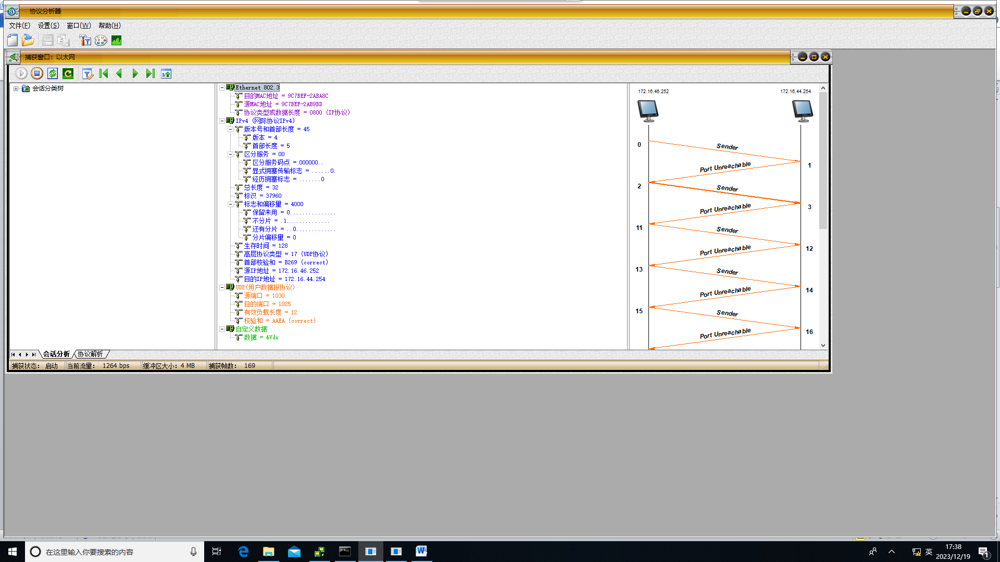 协议分析器
文件(F) 设置(S) 窗口(W) 帮助(H)
捕获窗口：以太网
会话分类树
Ethernet 802.3
目的MAC地址 = 9C7BEF-2ABA8C
源MAC地址 = 9C7BEF-2AB9BD
协议类型或数据长度 = 0800 (IP协议)
IPv4 (网际协议IPv4)
版本号和首部长度 = 45
版本 = 4
首部长度 = 5
区分服务 = 00
区分服务码点 = 000000..
显式拥塞传输标志 = ......0.
经历拥塞标志 = .......0
总长度 = 32
标识 = 37960
标志和偏移量 = 4000
保留未用 = 0...............
不分片 = .1..............
还有分片 = ..0.............
分片偏移量 = 0
生存时间 = 128
高层协议类型 = 17 (UDP协议)
首部校验和 = B269 (correct)
源IP地址 = 172.16.46.252
目的IP地址 = 172.16.44.254
UDP(用户数据报协议)
源端口 = 1030
目的端口 = 1025
有效负载长度 = 12
校验和 = AAEA (correct)
自定义数据
数据 = 4Vds
172.16.46.252 172.16.44.254
0 Sender
Port Unreachable 1
2 Sender
Port Unreachable 3
11 Sender
Port Unreachable 12
13 Sender
Port Unreachable 14
15 Sender
Port Unreachable 16
会话分析 协议解析
捕获状态： 启动 当前流量： 1264 bps 缓冲区大小：4 MB 捕获帧数： 169
在这里输入你要搜索的内容
英
17:38
2023/12/19
1